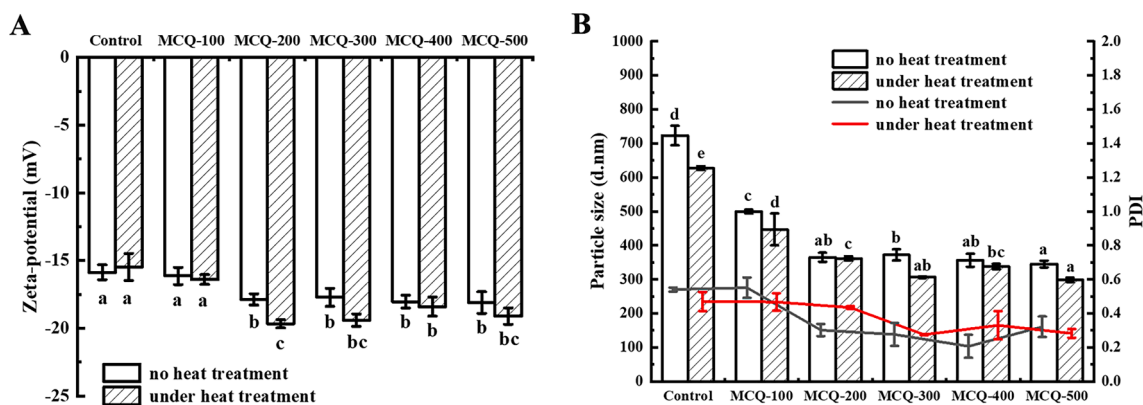 A
Control MCQ-100 MCQ-200 MCQ-300 MCQ-400 MCQ-500
0
-5
-10
-15
-20
-25
Zeta-potential (mV)
a a a a b c b bc b b b bc
no heat treatment
under heat treatment
B
1000
900
800
700
600
500
400
300
200
100
0
Particle size (d.nm)
no heat treatment
under heat treatment
no heat treatment
under heat treatment
d e c d ab c b ab ab bc a a
2.0
1.8
1.6
1.4
1.2
1.0
0.8
0.6
0.4
0.2
0.0
PDI
Control MCQ-100 MCQ-200 MCQ-300 MCQ-400 MCQ-500